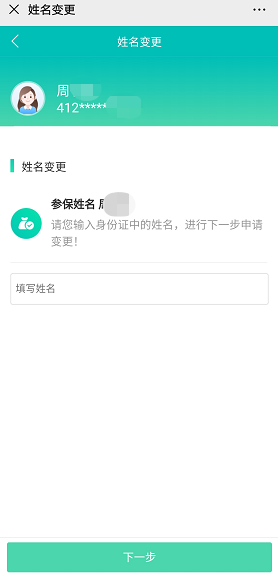 姓名变更
姓名变更
周
412*****
姓名变更
参保姓名 周
请您输入身份证中的姓名，进行下一步申请
变更！
填写姓名
下一步